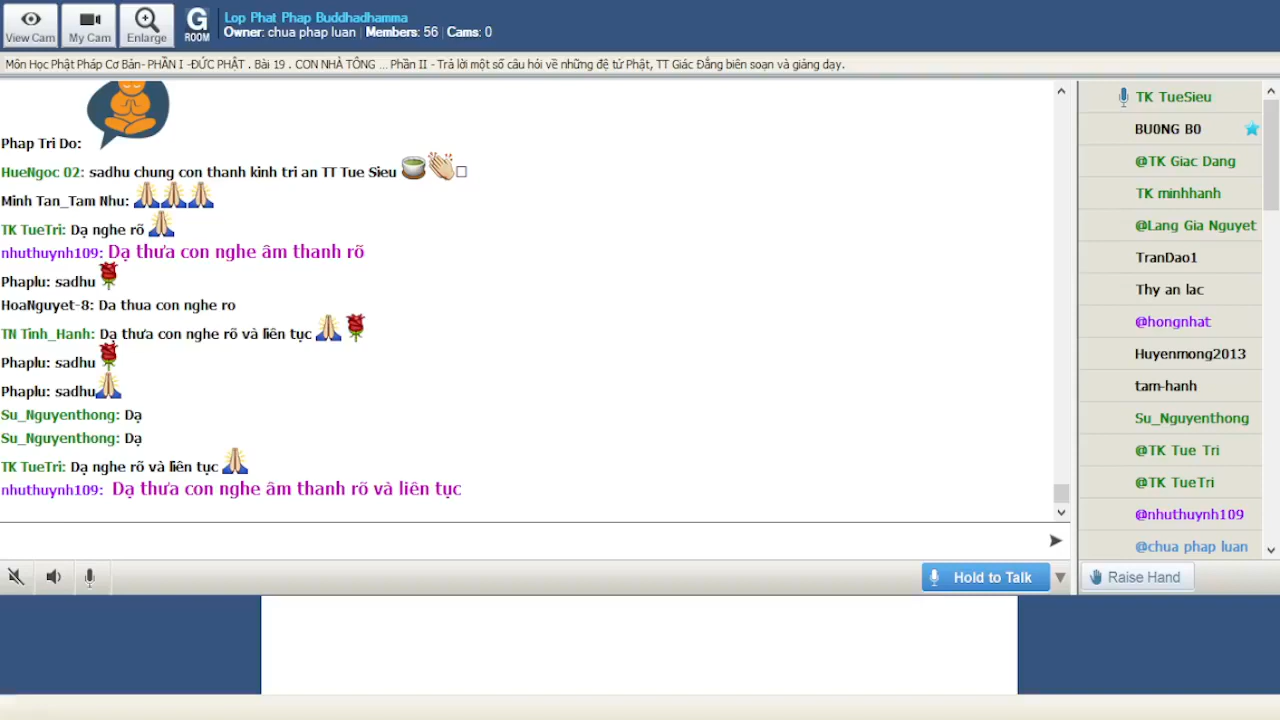 View Cam
My Cam
Enlarge
G
ROOM
Lop Phat Phap Buddhadhamma
Owner: chua phap luan | Members: 56 | Cams: 0
Môn Học Phật Pháp Cơ Bản- PHẦN I -ĐỨC PHẬT . Bài 19 . CON NHÀ TÔNG ... Phần II - Trả lời một số câu hỏi về những đệ tử Phật, TT Giác Đẳng biên soạn và giảng dạy.
Phap Tri Do:
HueNgoc 02: sadhu chung con thanh kinh tri an TT Tue Sieu
Minh Tan_Tam Nhu:
TK TueTri: Dạ nghe rõ
nhuthuynh109: Dạ thưa con nghe âm thanh rõ
Phaplu: sadhu
HoaNguyet-8: Da thua con nghe ro
TN Tinh_Hanh: Dạ thưa con nghe rõ và liên tục
Phaplu: sadhu
Phaplu: sadhu
Su_Nguyenthong: Dạ
Su_Nguyenthong: Dạ
TK TueTri: Dạ nghe rõ và liên tục
nhuthuynh109: Dạ thưa con nghe âm thanh rõ và liên tục
Hold to Talk
TK TueSieu
BU0NG B0
@TK Giac Dang
TK minhhanh
@Lang Gia Nguyet
TranDao1
Thy an lac
@hongnhat
Huyenmong2013
tam-hanh
Su_Nguyenthong
@TK Tue Tri
@TK TueTri
@nhuthuynh109
@chua phap luan
Raise Hand